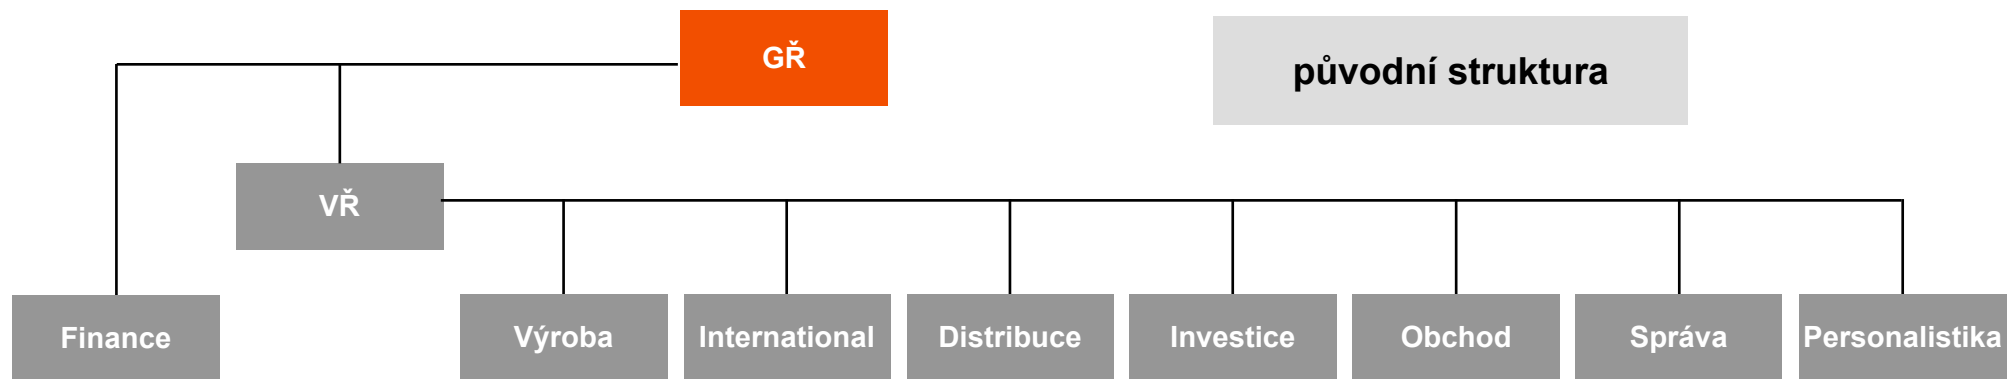 GŘ
původní struktura
VŘ
Finance
Výroba
International
Distribuce
Investice
Obchod
Správa
Personalistika